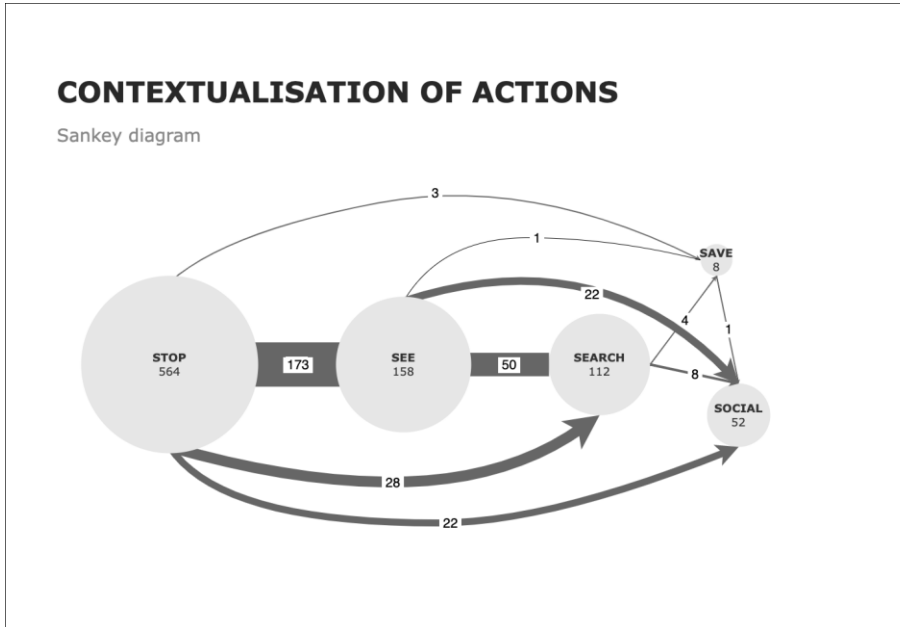 CONTEXTUALISATION OF ACTIONS
Sankey diagram
3
1
SAVE
8
22
4
1
STOP
564
173
SEE
158
50
SEARCH
112
8
SOCIAL
52
28
22